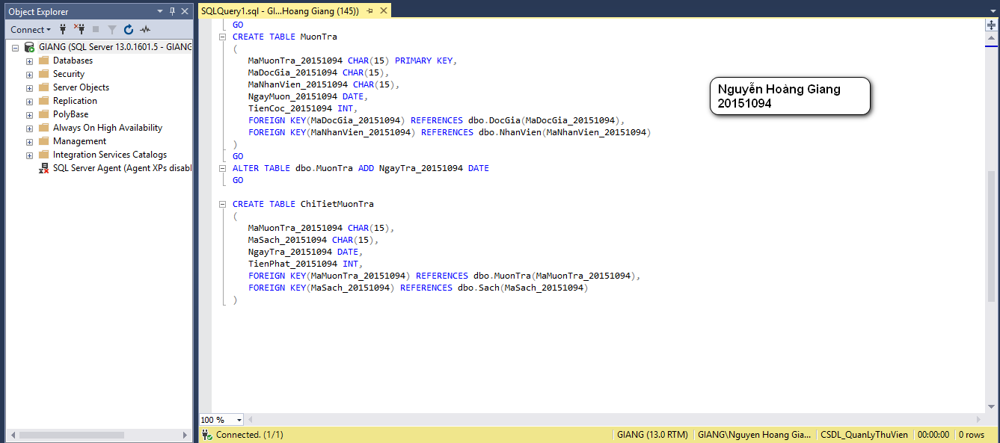 Object Explorer
Connect
GIANG (SQL Server 13.0.1601.5 - GIANG
Databases
Security
Server Objects
Replication
PolyBase
Always On High Availability
Management
Integration Services Catalogs
SQL Server Agent (Agent XPs disabl
SQLQuery1.sql - GI...Hoang Giang (145))
GO
CREATE TABLE MuonTra
(
MaMuonTra_20151094 CHAR(15) PRIMARY KEY,
MaDocGia_20151094 CHAR(15),
MaNhanVien_20151094 CHAR(15),
NgayMuon_20151094 DATE,
TienCoc_20151094 INT,
FOREIGN KEY(MaDocGia_20151094) REFERENCES dbo.DocGia(MaDocGia_20151094),
FOREIGN KEY(MaNhanVien_20151094) REFERENCES dbo.NhanVien(MaNhanVien_20151094)
)
GO
ALTER TABLE dbo.MuonTra ADD NgayTra_20151094 DATE
GO
CREATE TABLE ChiTietMuonTra
(
MaMuonTra_20151094 CHAR(15),
MaSach_20151094 CHAR(15),
NgayTra_20151094 DATE,
TienPhat_20151094 INT,
FOREIGN KEY(MaMuonTra_20151094) REFERENCES dbo.MuonTra(MaMuonTra_20151094),
FOREIGN KEY(MaSach_20151094) REFERENCES dbo.Sach(MaSach_20151094)
)
Nguyễn Hoàng Giang
20151094
100 %
Connected. (1/1)
GIANG (13.0 RTM)
GIANG\Nguyen Hoang Gia...
CSDL_QuanLyThuVien
00:00:00
0 rows